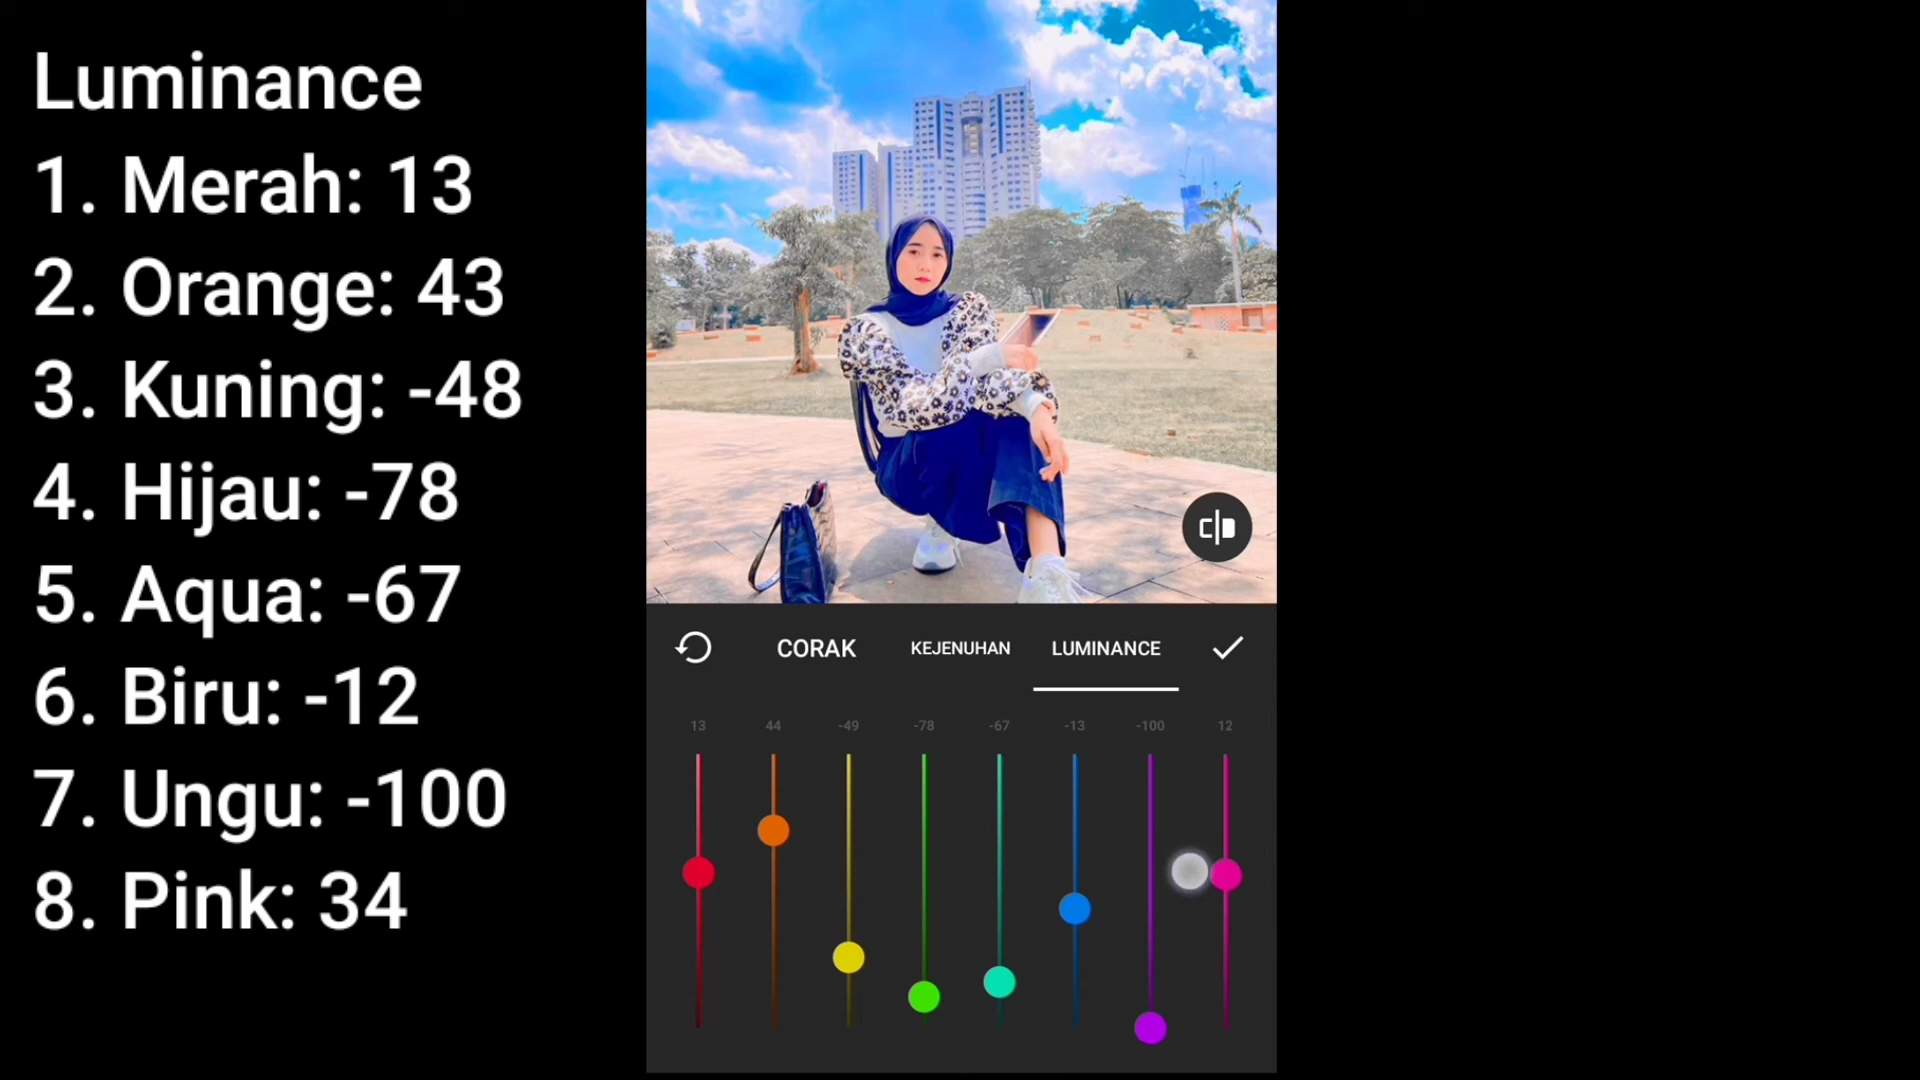 Luminance
1. Merah: 13
2. Orange: 43
3. Kuning: -48
4. Hijau: -78
5. Aqua: -67
6. Biru: -12
7. Ungu: -100
8. Pink: 34
CORAK KEJENUHAN LUMINANCE
13 44 -49 -78 -67 -13 -100 12